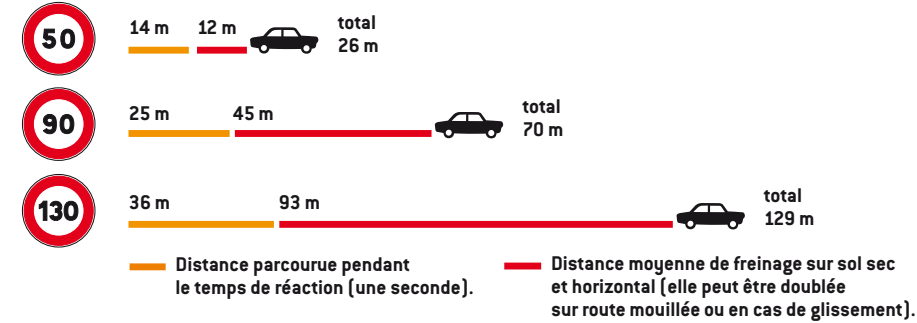 50
14 m 12 m
total
26 m
90
25 m 45 m
total
70 m
130
36 m 93 m
total
129 m
Distance parcourue pendant
le temps de réaction (une seconde).
Distance moyenne de freinage sur sol sec
et horizontal (elle peut être doublée
sur route mouillée ou en cas de glissement).